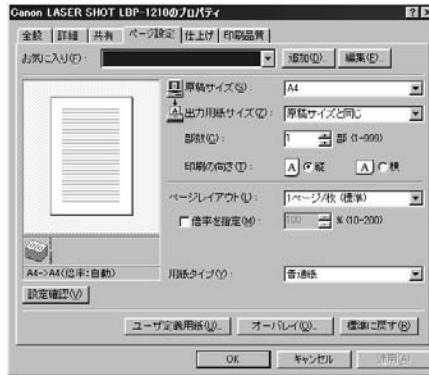 Canon LASER SHOT LBP-1210のプロパティ
全般 詳細 共有 ページ設定 仕上げ 印刷品質
お気に入り(F): 追加(D)... 編集(E)...
原稿サイズ(S): A4
出力用紙サイズ(Z): 原稿サイズと同じ
部数(C): 1 部 (1-999)
印刷の向き(T): A 縦 A 横
ページレイアウト(L): 1ページ/枚 (標準)
倍率を指定(M): 100 % (10-200)
A4->A4(倍率:自動)
用紙タイプ(Y): 普通紙
設定確認(V)
ユーザ定義用紙(U)... オーバレイ(O)... 標準に戻す(R)
OK キャンセル 適用(A)